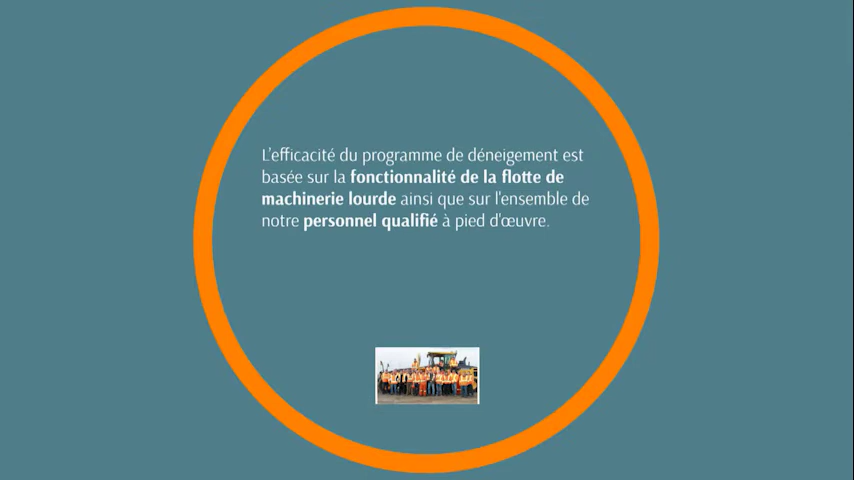 L’efficacité du programme de déneigement est
basée sur la fonctionnalité de la flotte de
machinerie lourde ainsi que sur l'ensemble de
notre personnel qualifié à pied d'œuvre.